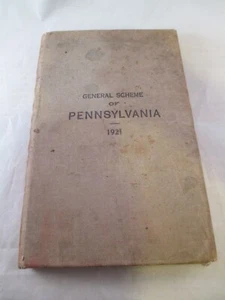 GENERAL SCHEME
OF
PENNSYLVANIA
1921